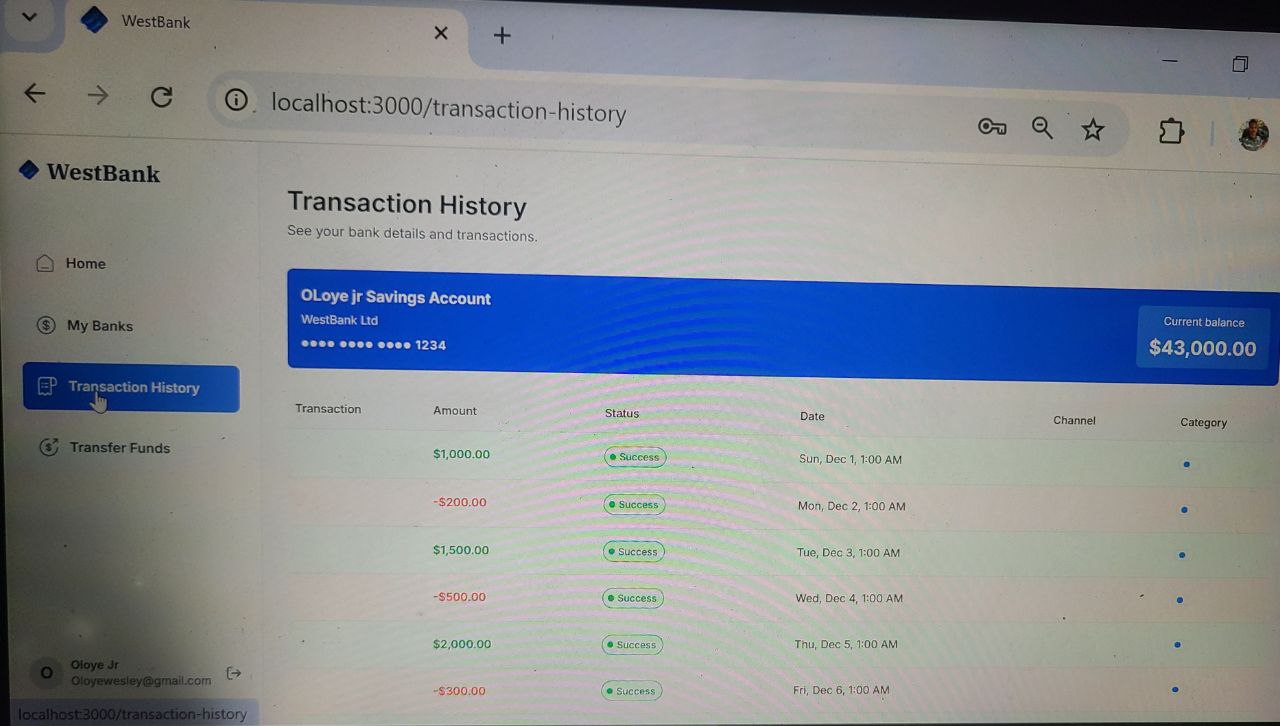 WestBank
localhost:3000/transaction-history
WestBank
Home
My Banks
Transaction History
Transfer Funds
Transaction History
See your bank details and transactions.
OLoye jr Savings Account
WestBank Ltd
●●●● ●●●● ●●●● 1234
Current balance
$43,000.00
Transaction Amount Status Date Channel Category
$1,000.00 Success Sun, Dec 1, 1:00 AM
-$200.00 Success Mon, Dec 2, 1:00 AM
$1,500.00 Success Tue, Dec 3, 1:00 AM
-$500.00 Success Wed, Dec 4, 1:00 AM
$2,000.00 Success Thu, Dec 5, 1:00 AM
-$300.00 Success Fri, Dec 6, 1:00 AM
O
Oloye Jr
Oloyewesley@gmail.com
localhost:3000/transaction-history